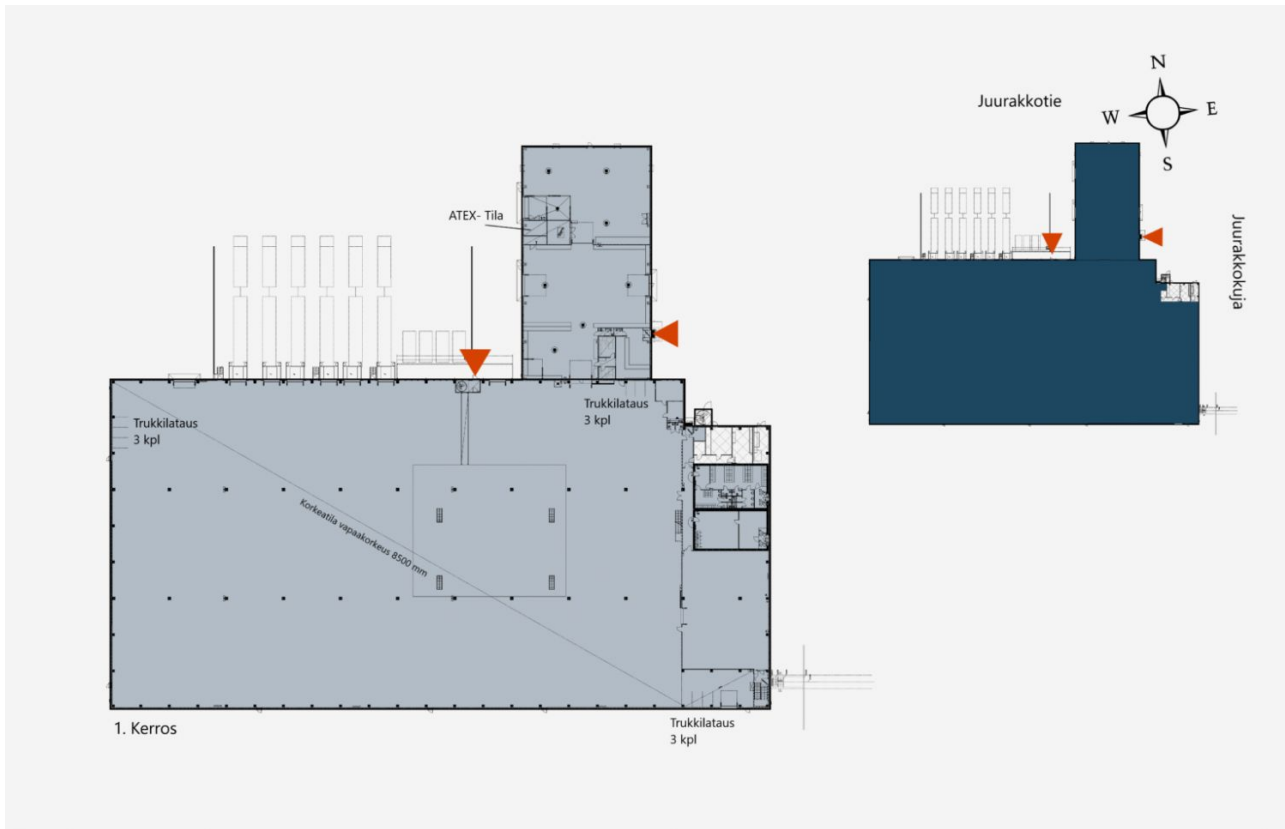 N
Juurakkotie
W
E
S
ATEX- Tila
Juurakkokuja
Trukkilataus
3 kpl
Trukkilataus
3 kpl
Korkeatila vapaakorkeus 8500 mm
Trukkilataus
3 kpl
1. Kerros